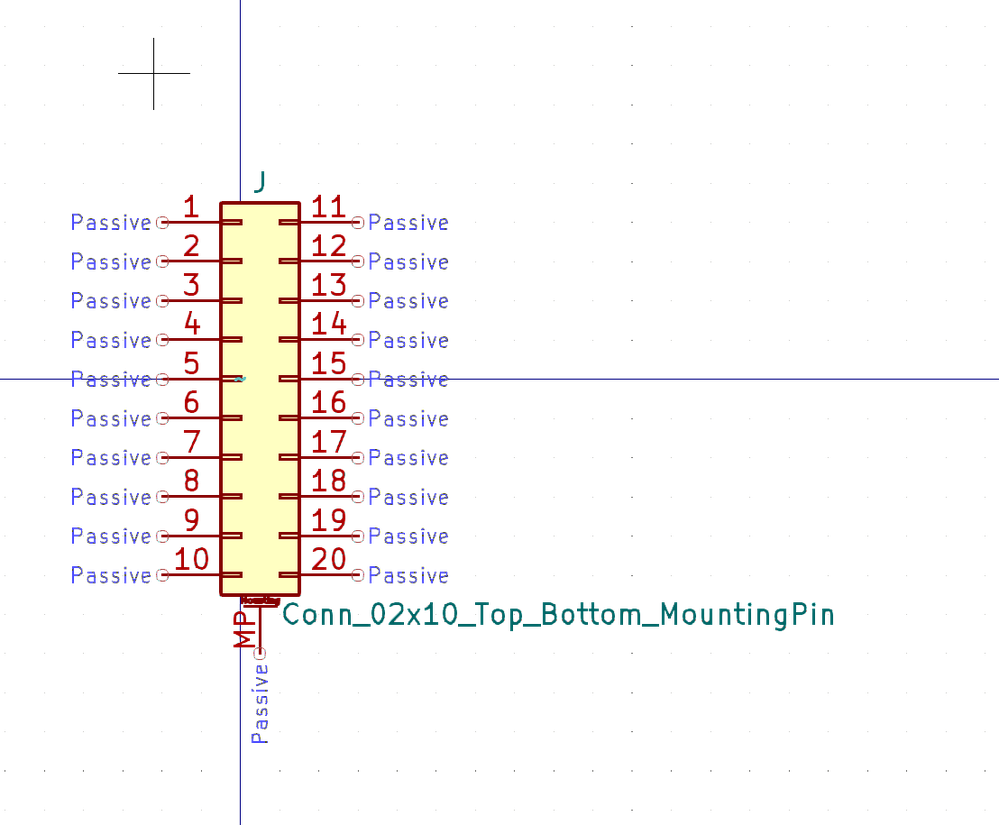 J
Passive 1 11 Passive
Passive 2 12 Passive
Passive 3 13 Passive
Passive 4 14 Passive
Passive 5 15 Passive
Passive 6 16 Passive
Passive 7 17 Passive
Passive 8 18 Passive
Passive 9 19 Passive
Passive 10 20 Passive
Mounting
MP
Conn_02x10_Top_Bottom_MountingPin
Passive